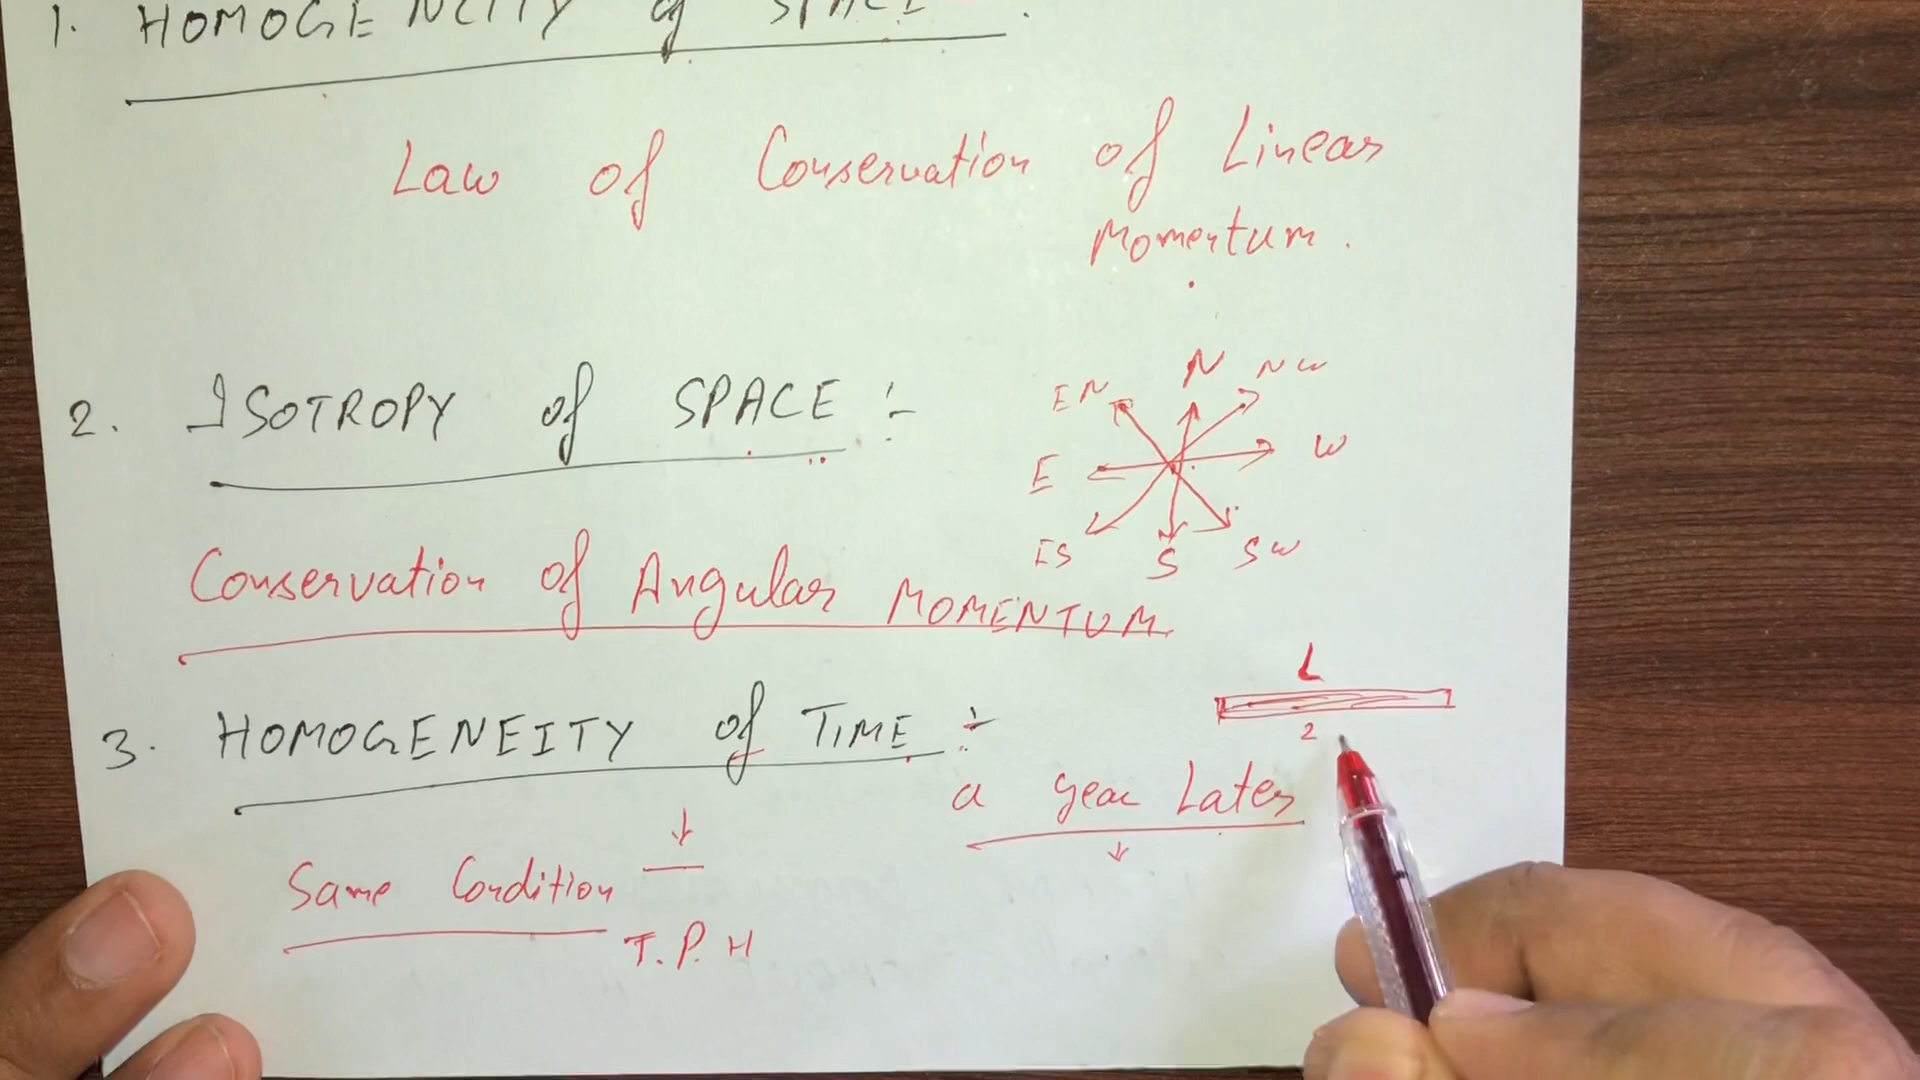 1. HOMOGENEITY of SPACE.
Law of Conservation of Linear
Momentum.
N
NW
EN
2. ISOTROPY of SPACE :-
W
E
ES
S
SW
Conservation of Angular MOMENTUM
L
3. HOMOGENEITY of TIME :-
2
a year Later
Same Condition
T.P.H